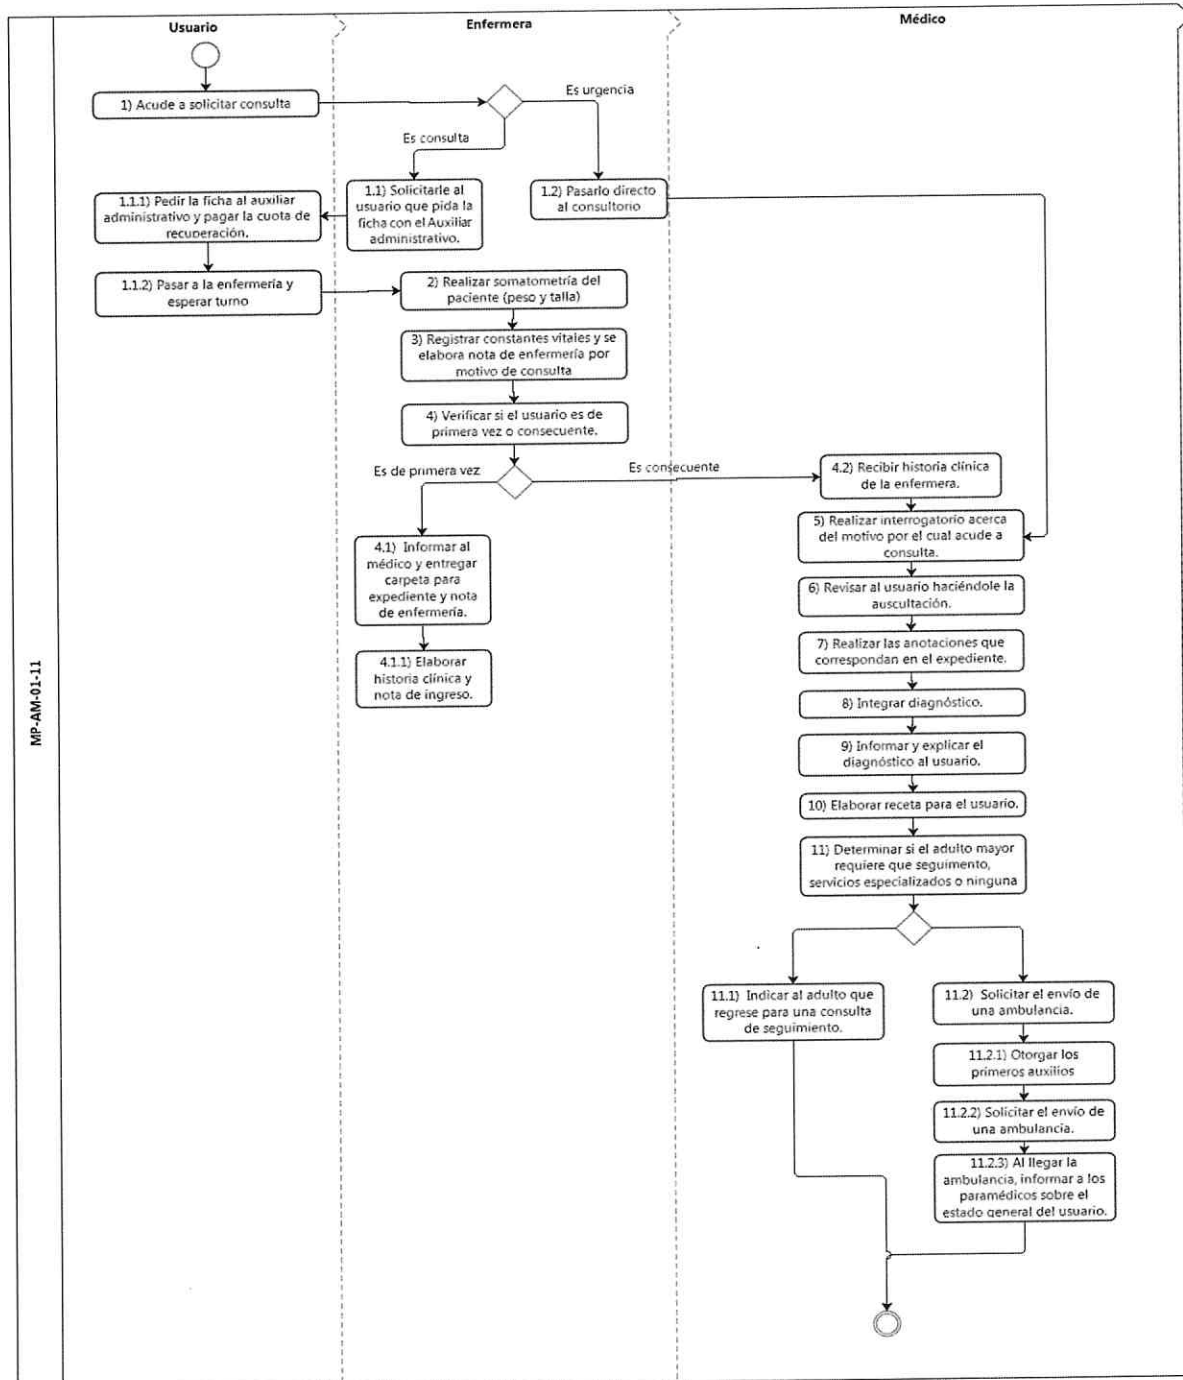 Usuario
Enfermera
Médico
MP-AM-01-11
1) Acude a solicitar consulta
Es urgencia
Es consulta
1.1) Solicitarle al
usuario que pida la
ficha con el Auxiliar
administrativo.
1.2) Pasarlo directo
al consultorio
1.1.1) Pedir la ficha al auxiliar
administrativo y pagar la cuota de
recuperación.
1.1.2) Pasar a la enfermería y
esperar turno
2) Realizar somatometría del
paciente (peso y talla)
3) Registrar constantes vitales y se
elabora nota de enfermería por
motivo de consulta
4) Verificar si el usuario es de
primera vez o consecuente.
Es de primera vez
Es consecuente
4.1) Informar al
médico y entregar
carpeta para
expediente y nota
de enfermería.
4.1.1) Elaborar
historia clínica y
nota de ingreso.
4.2) Recibir historia clínica
de la enfermera.
5) Realizar interrogatorio acerca
del motivo por el cual acude a
consulta.
6) Revisar al usuario haciéndole la
auscultación.
7) Realizar las anotaciones que
correspondan en el expediente.
8) Integrar diagnóstico.
9) Informar y explicar el
diagnóstico al usuario.
10) Elaborar receta para el usuario.
11) Determinar si el adulto mayor
requiere que seguimento,
servicios especializados o ninguna
11.1) Indicar al adulto que
regrese para una consulta
de seguimiento.
11.2) Solicitar el envío de
una ambulancia.
11.2.1) Otorgar los
primeros auxilios
11.2.2) Solicitar el envío de
una ambulancia.
11.2.3) Al llegar la
ambulancia, informar a los
paramédicos sobre el
estado general del usuario.